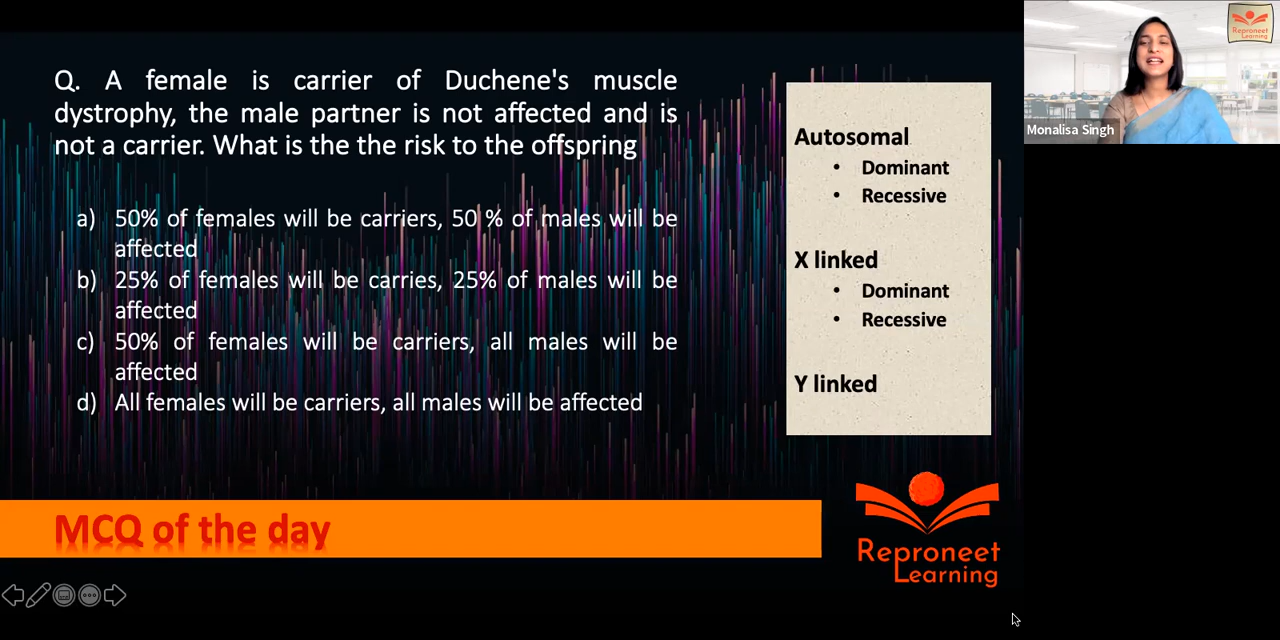 Q. A female is carrier of Duchene's muscle
dystrophy, the male partner is not affected and is
not a carrier. What is the the risk to the offspring
a) 50% of females will be carriers, 50 % of males will be
affected
b) 25% of females will be carries, 25% of males will be
affected
c) 50% of females will be carriers, all males will be
affected
d) All females will be carriers, all males will be affected
Autosomal
• Dominant
• Recessive
X linked
• Dominant
• Recessive
Y linked
MCQ of the day
Reproneet
Learning
Monalisa Singh
Reproneet
Learning